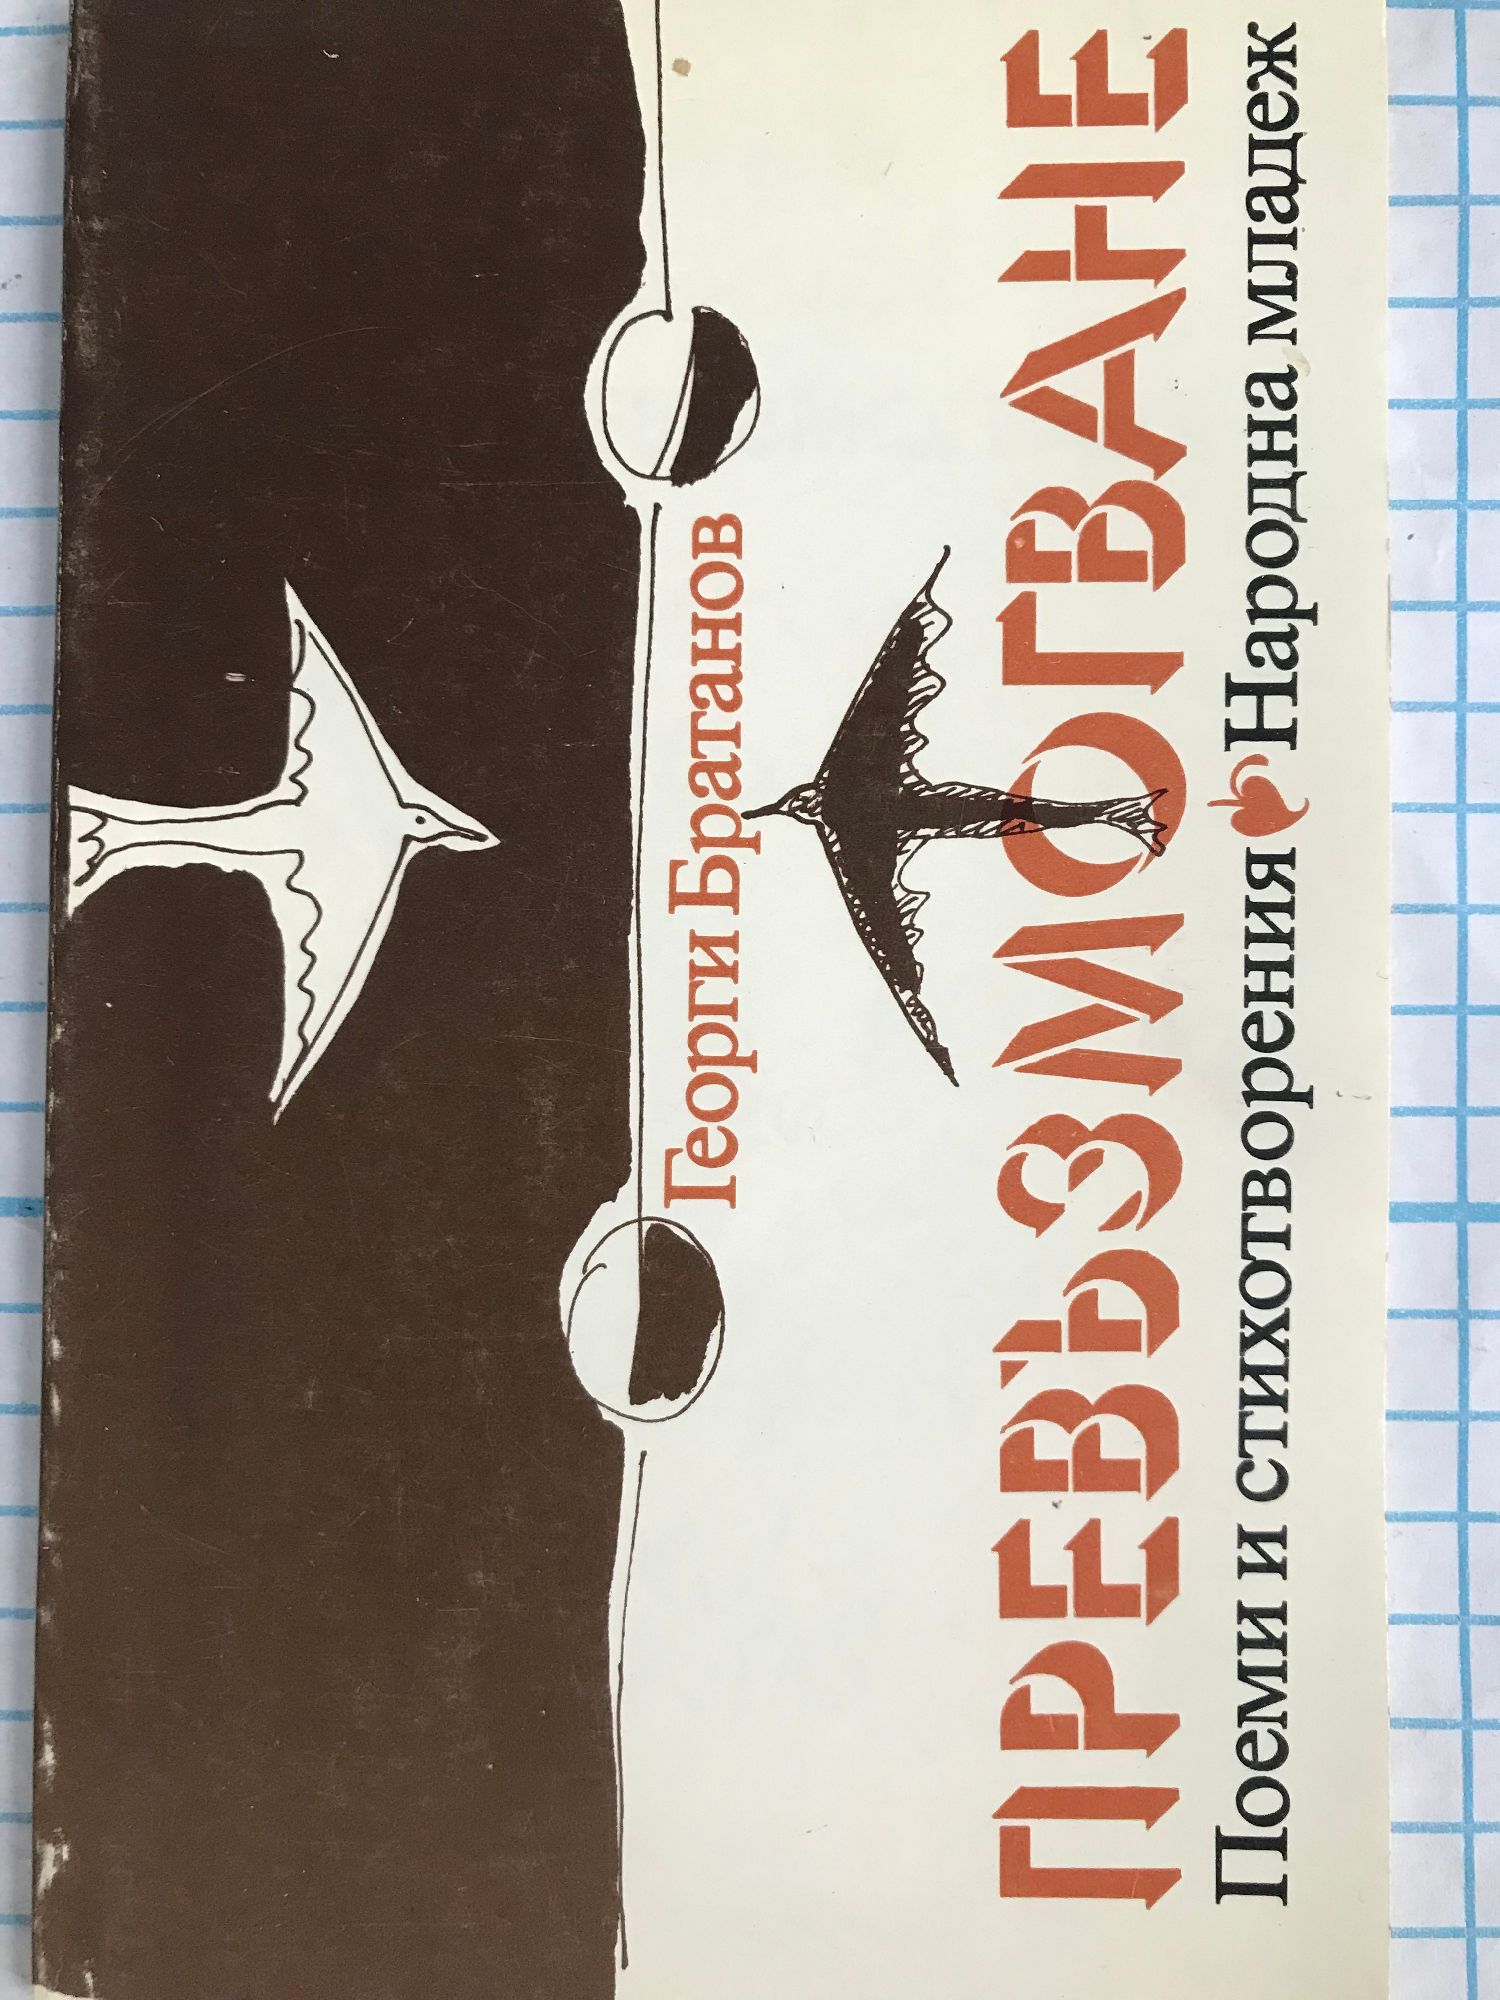 Георги Братанов
ПРЕВЪЗМОГВАНЕ
Поеми и стихотворения Народна младеж